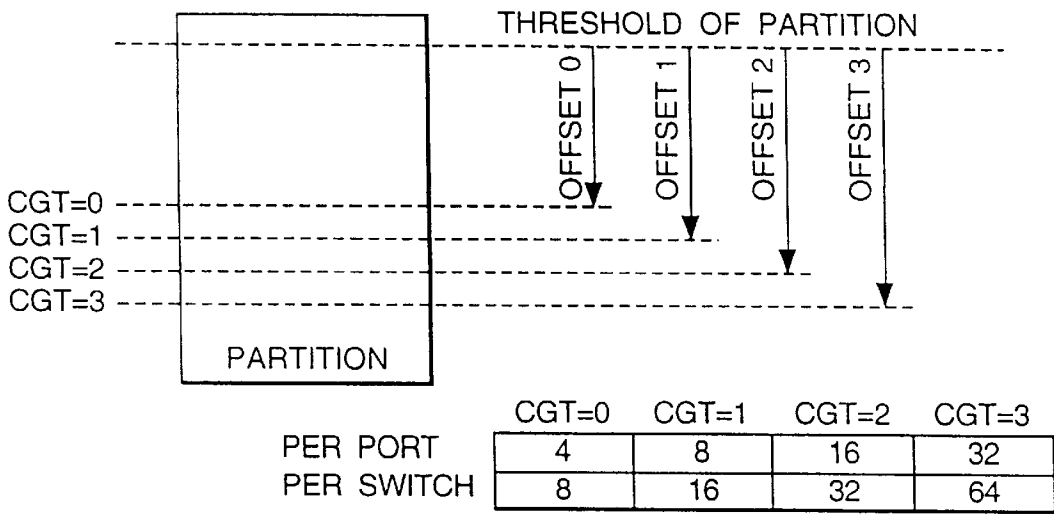 THRESHOLD OF PARTITION
OFFSET 0
OFFSET 1
OFFSET 2
OFFSET 3
CGT=0
CGT=1
CGT=2
CGT=3
PARTITION
CGT=0 CGT=1 CGT=2 CGT=3
PER PORT 4 8 16 32
PER SWITCH 8 16 32 64